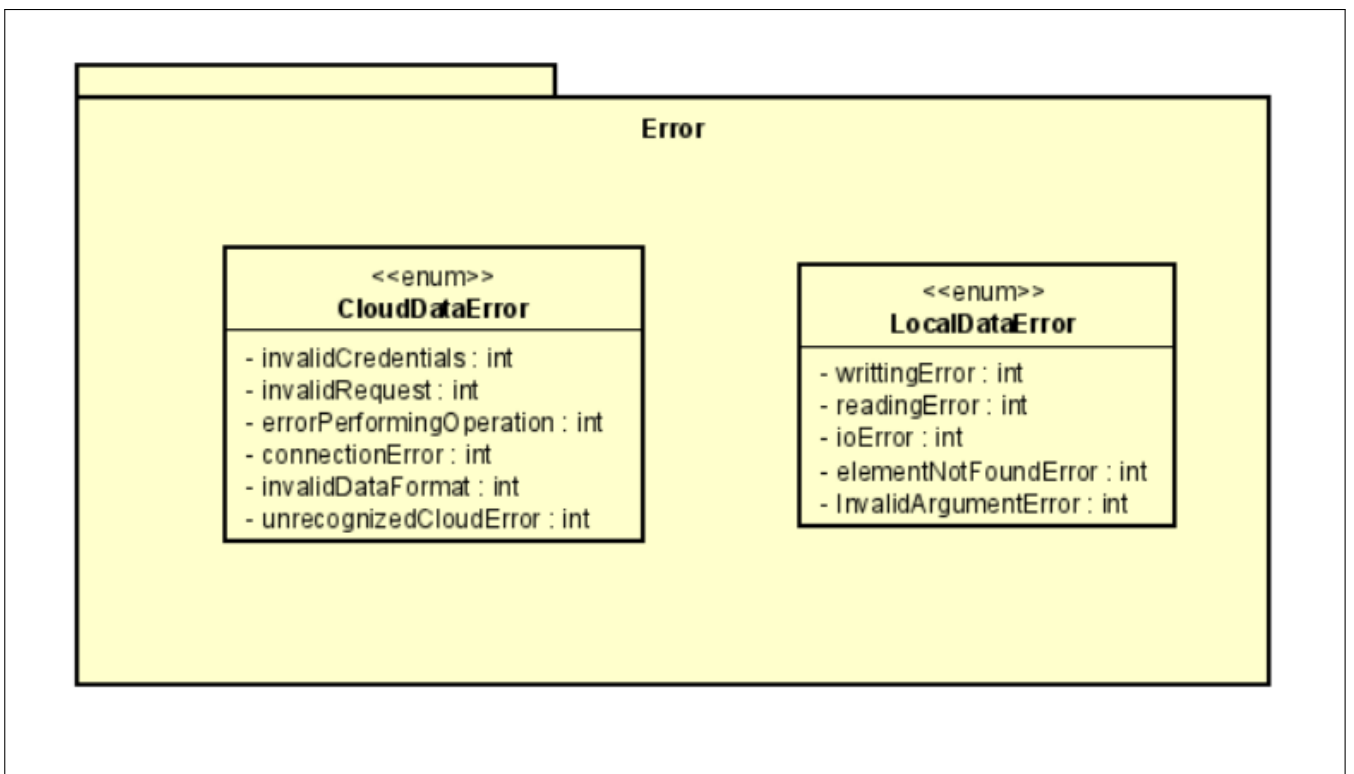 Error
<<enum>>
CloudDataError
- invalidCredentials : int
- invalidRequest : int
- errorPerformingOperation : int
- connectionError : int
- invalidDataFormat : int
- unrecognizedCloudError : int
<<enum>>
LocalDataError
- writtingError : int
- readingError : int
- ioError : int
- elementNotFoundError : int
- InvalidArgumentError : int